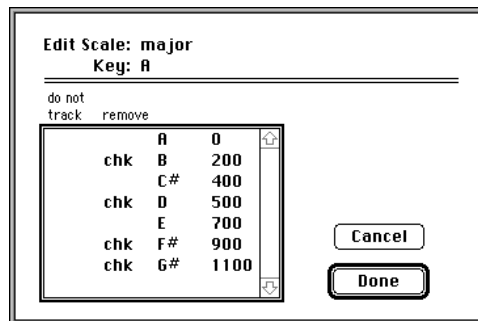 Edit Scale: major
Key: A
do not
track remove
A 0
chk B 200
C# 400
chk D 500
E 700
chk F# 900
chk G# 1100
Cancel
Done